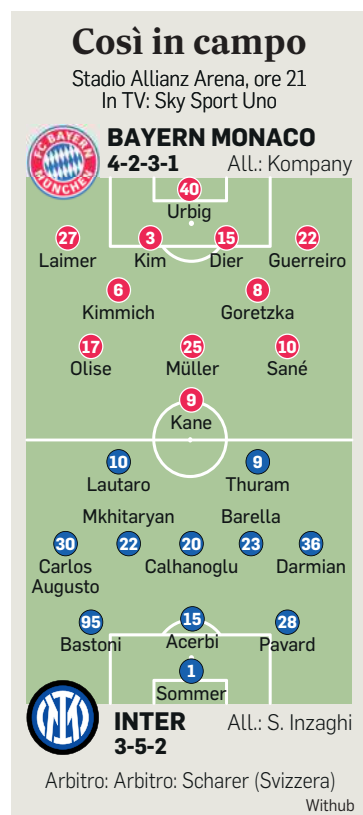 Così in campo
Stadio Allianz Arena, ore 21
In TV: Sky Sport Uno
FC BAYERN
MÜNCHEN
BAYERN MONACO
4-2-3-1 All.: Kompany
40
Urbig
27 3 15 22
Laimer Kim Dier Guerreiro
6 8
Kimmich Goretzka
17 25 10
Olise Müller Sané
9
Kane
10 9
Lautaro Thuram
Mkhitaryan Barella
30 22 20 23 36
Carlos Calhanoglu Darmian
Augusto
95 15 28
Bastoni Acerbi Pavard
1
Sommer
INTER All.: S. Inzaghi
3-5-2
Arbitro: Arbitro: Scharer (Svizzera)
Withub